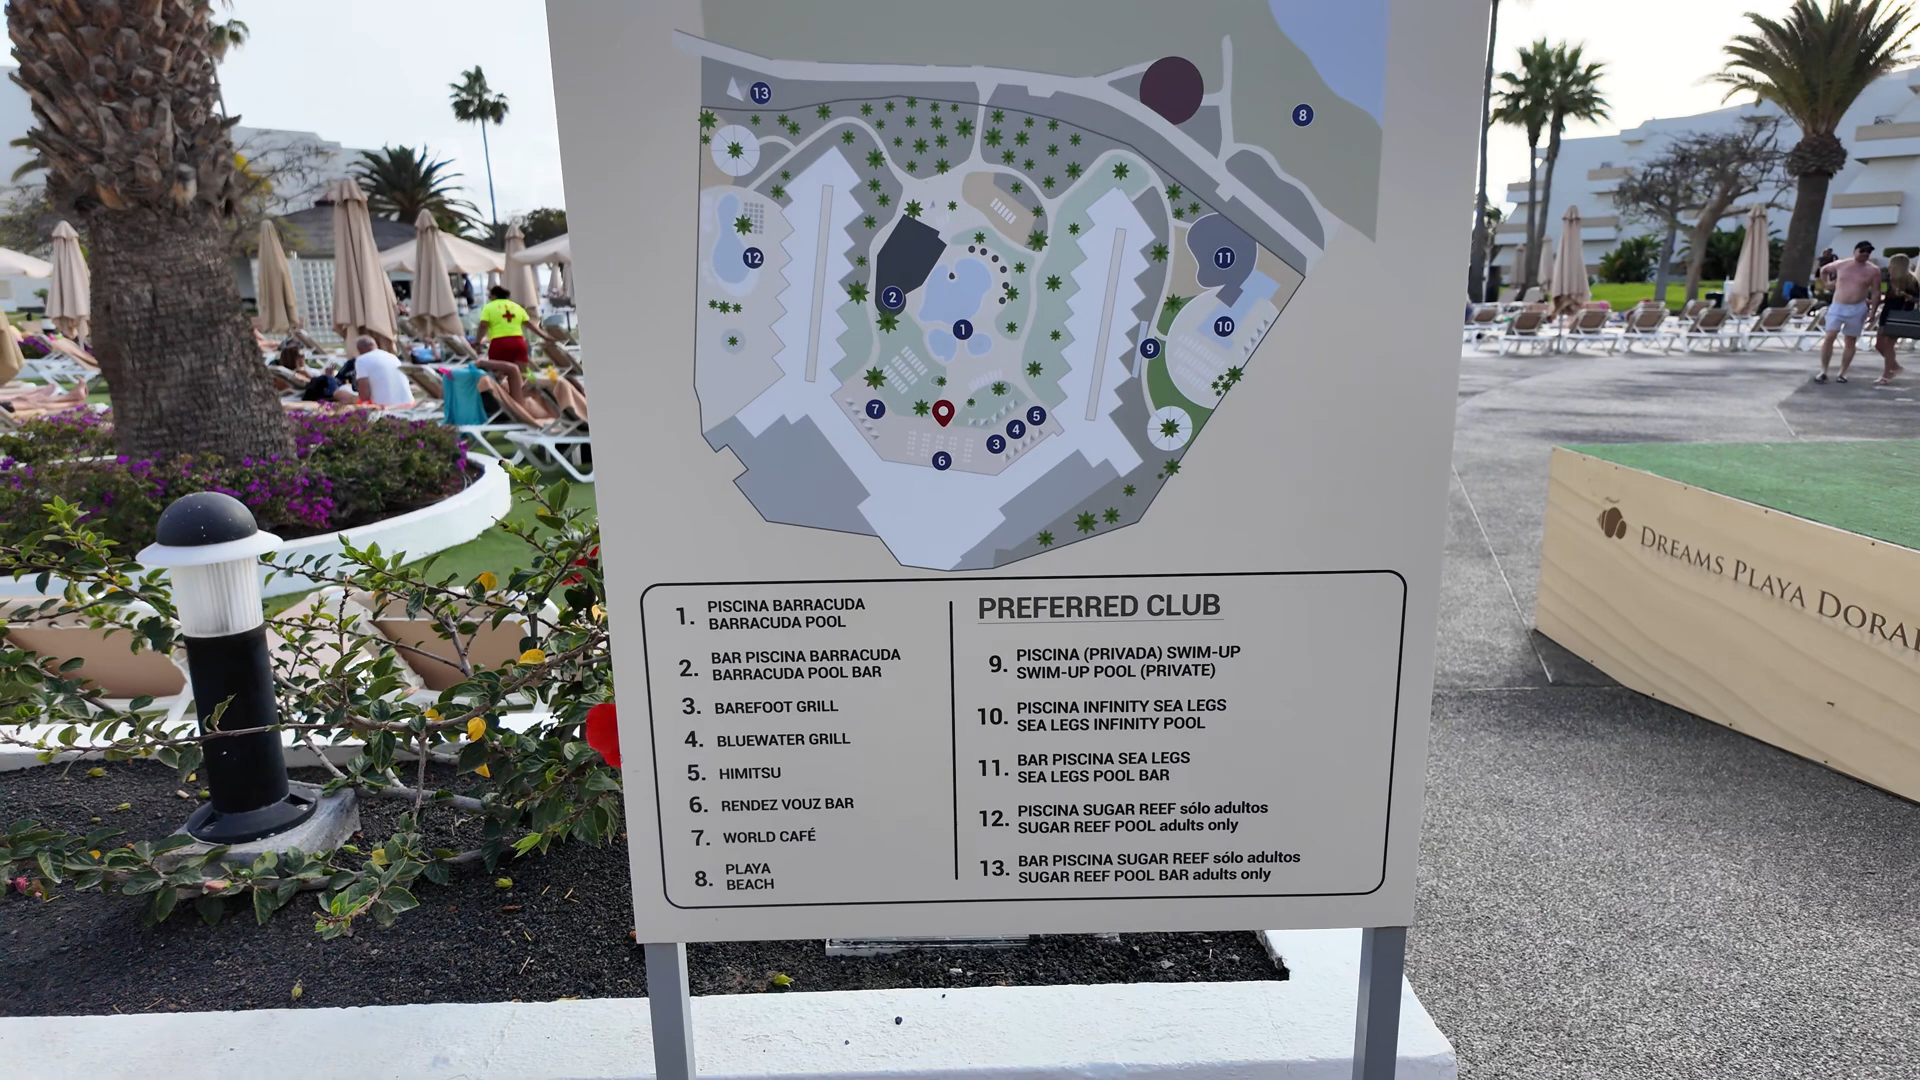 13
8
12
11
2
10
1
9
7
5
4
3
6
1. PISCINA BARRACUDA
BARRACUDA POOL
2. BAR PISCINA BARRACUDA
BARRACUDA POOL BAR
3. BAREFOOT GRILL
4. BLUEWATER GRILL
5. HIMITSU
6. RENDEZ VOUZ BAR
7. WORLD CAFÉ
8. PLAYA
BEACH
PREFERRED CLUB
9. PISCINA (PRIVADA) SWIM-UP
SWIM-UP POOL (PRIVATE)
10. PISCINA INFINITY SEA LEGS
SEA LEGS INFINITY POOL
11. BAR PISCINA SEA LEGS
SEA LEGS POOL BAR
12. PISCINA SUGAR REEF sólo adultos
SUGAR REEF POOL adults only
13. BAR PISCINA SUGAR REEF sólo adultos
SUGAR REEF POOL BAR adults only
DREAMS PLAYA DORA